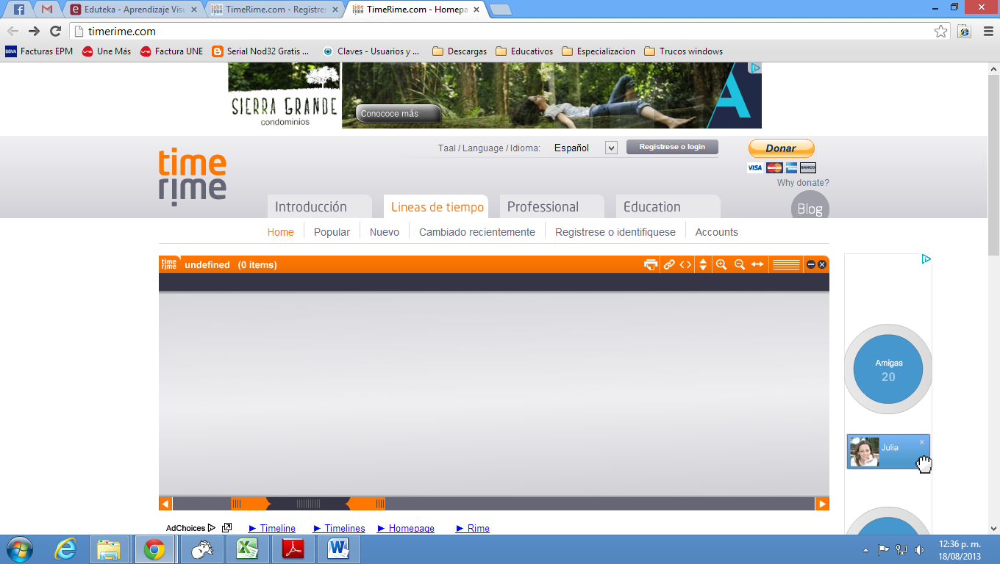 Eduteka - Aprendizaje Visu
TimeRime.com - Registres
TimeRime.com - Homepa
timerime.com
BBVA Facturas EPM
Une Más
Factura UNE
Serial Nod32 Gratis ...
Claves - Usuarios y ...
Descargas
Educativos
Especializacion
Trucos windows
SIERRA GRANDE
condominios
Conococe más
A
time
rime
Taal / Language / Idioma: Español
Registrese o login
Donar
VISA MasterCard BANCO
Why donate?
Blog
Introducción
Lineas de tiempo
Professional
Education
Home
Popular
Nuevo
Cambiado recientemente
Registrese o identifiquese
Accounts
time
rime
undefined (0 items)
Amigas
20
Julia
AdChoices
► Timeline
► Timelines
► Homepage
► Rime
12:36 p. m.
18/08/2013